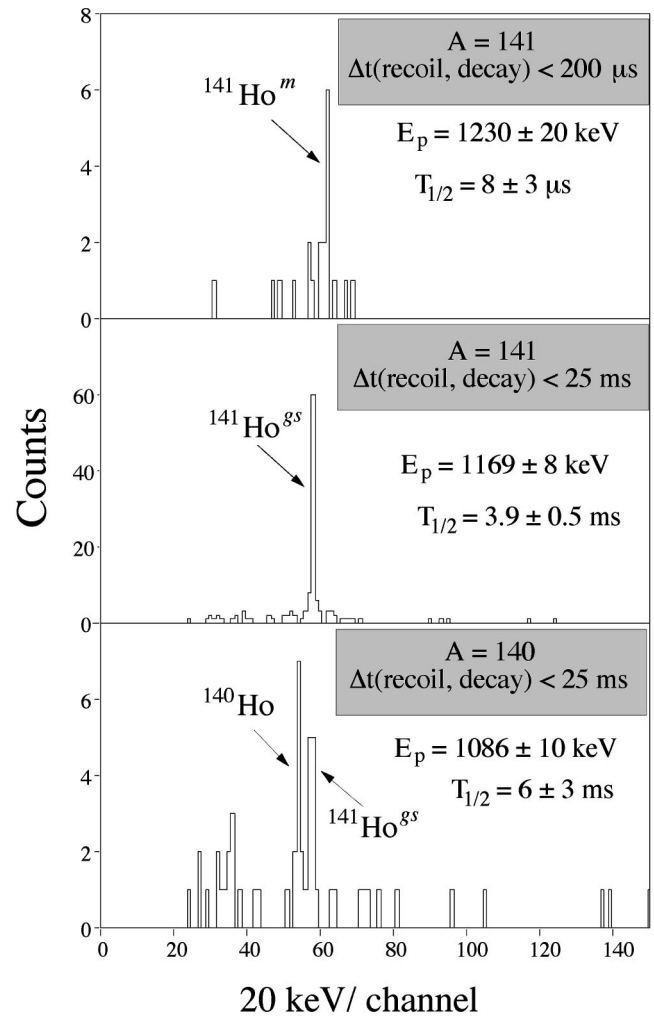 8
A = 141
Δt(recoil, decay) < 200 μs
¹⁴¹Hoᵐ
6
Eₚ = 1230 ± 20 keV
4
T₁/₂ = 8 ± 3 μs
2
0
A = 141
Δt(recoil, decay) < 25 ms
60
¹⁴¹Hoᵍˢ
Eₚ = 1169 ± 8 keV
40
T₁/₂ = 3.9 ± 0.5 ms
20
0
Counts
A = 140
Δt(recoil, decay) < 25 ms
6
¹⁴⁰Ho
Eₚ = 1086 ± 10 keV
T₁/₂ = 6 ± 3 ms
4
¹⁴¹Hoᵍˢ
2
0
0 20 40 60 80 100 120 140
20 keV/ channel